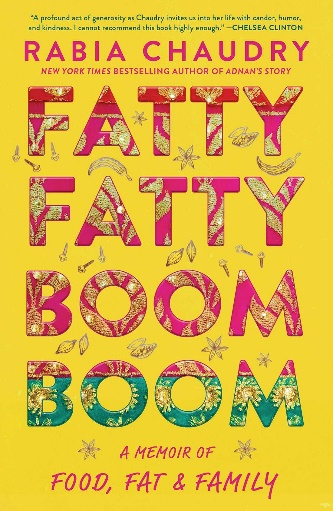 "A profound act of generosity as Chaudry invites us into her life with candor, humor,
and kindness. I cannot recommend this book highly enough." —CHELSEA CLINTON
RABIA CHAUDRY
NEW YORK TIMES BESTSELLING AUTHOR OF ADNAN'S STORY
FATTY
FATTY
BOOM
BOOM
A MEMOIR OF
FOOD, FAT & FAMILY